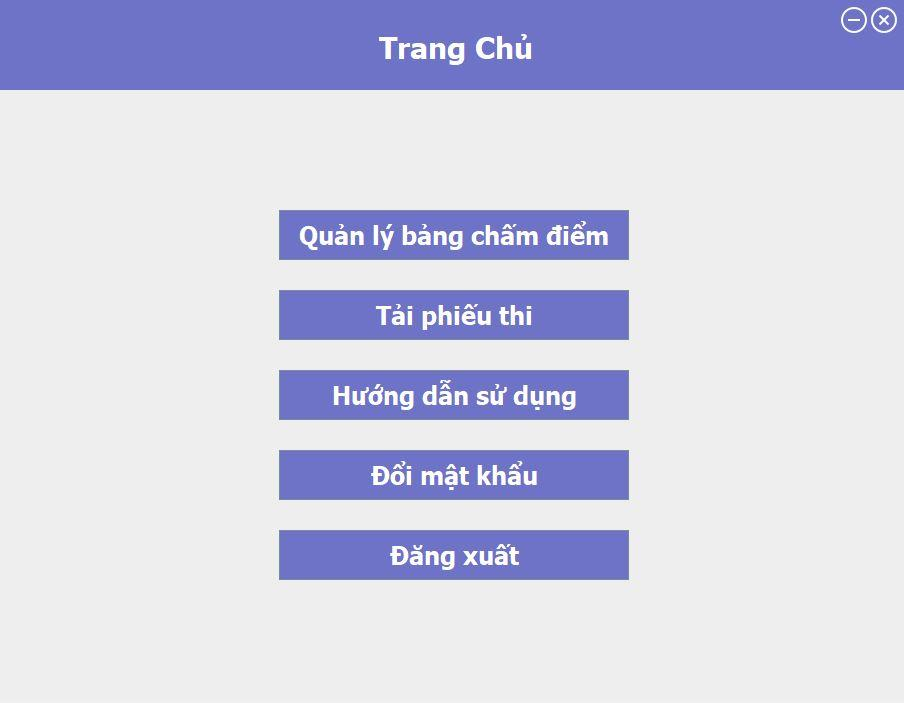 Trang Chủ
Quản lý bảng chấm điểm
Tải phiếu thi
Hướng dẫn sử dụng
Đổi mật khẩu
Đăng xuất